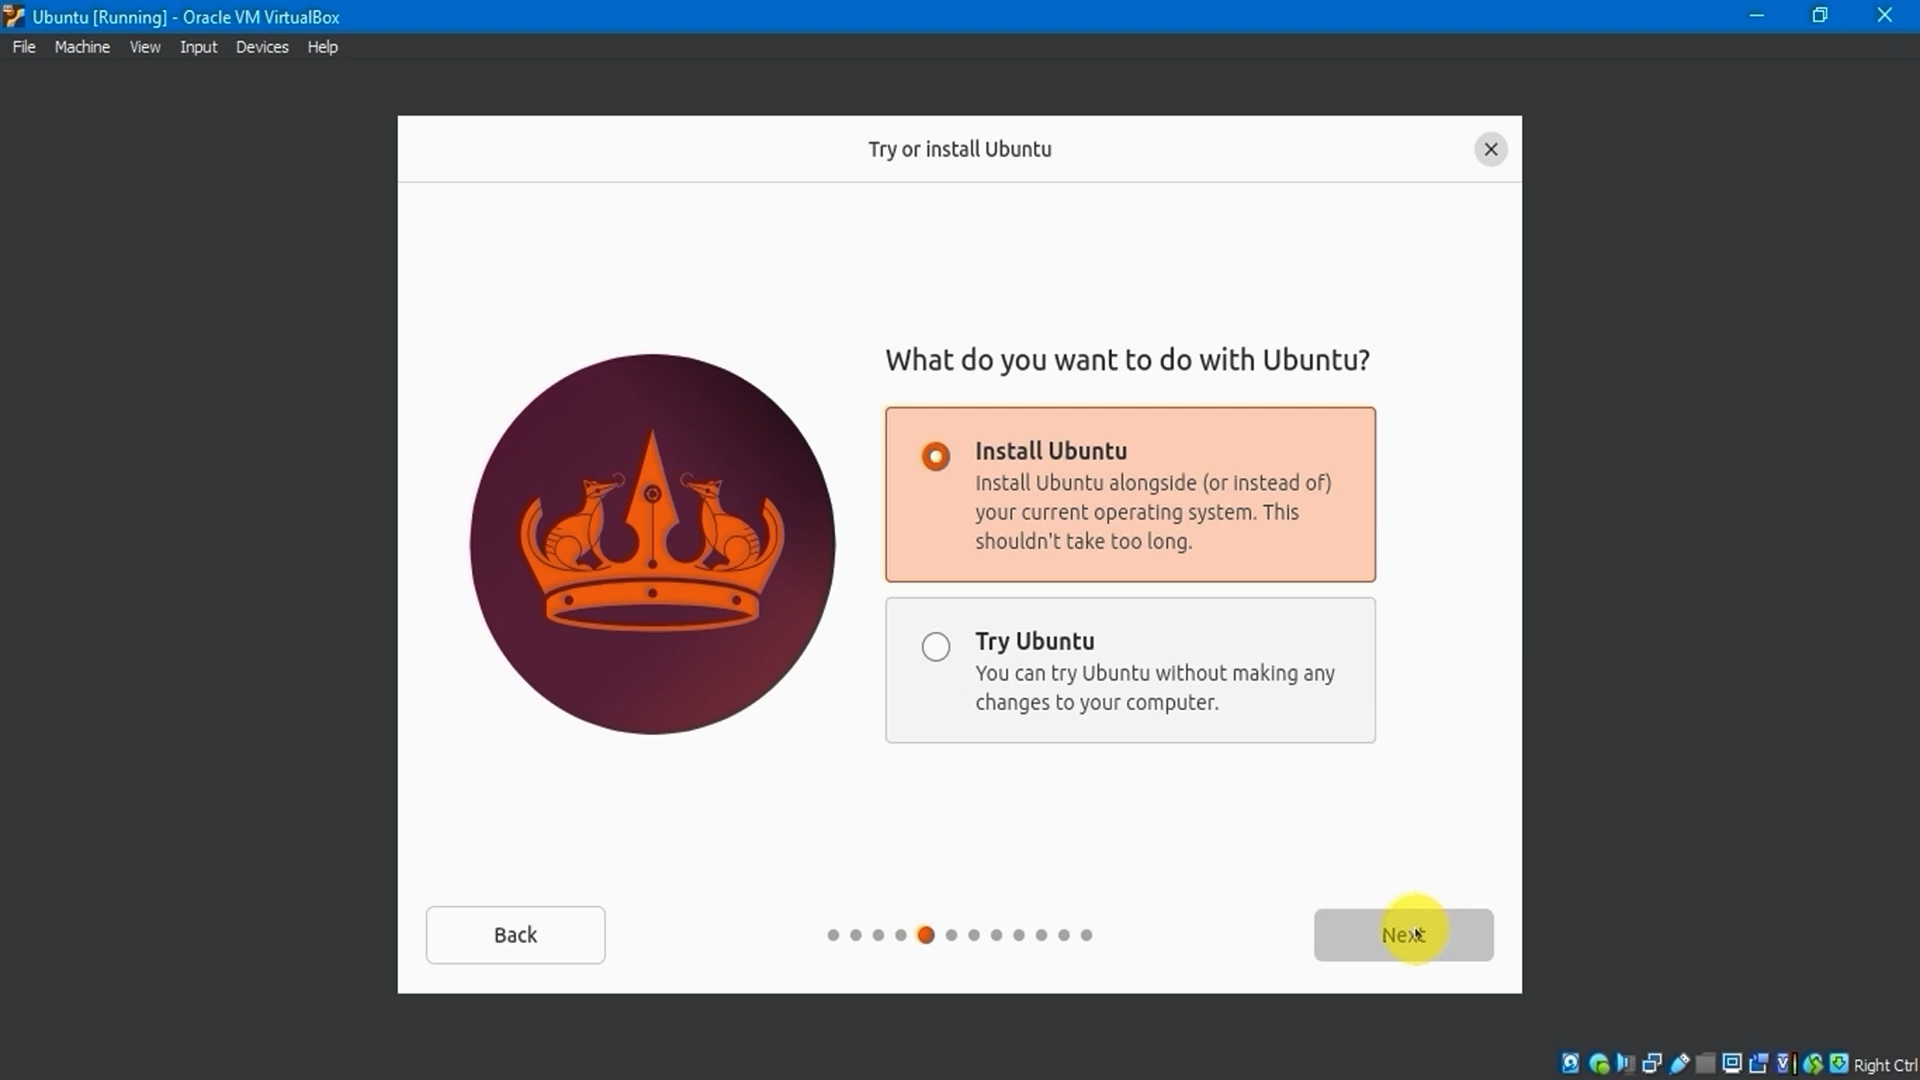 Ubuntu [Running] - Oracle VM VirtualBox
File Machine View Input Devices Help
Try or install Ubuntu
What do you want to do with Ubuntu?
Install Ubuntu
Install Ubuntu alongside (or instead of)
your current operating system. This
shouldn't take too long.
Try Ubuntu
You can try Ubuntu without making any
changes to your computer.
Back
Next
Right Ctrl